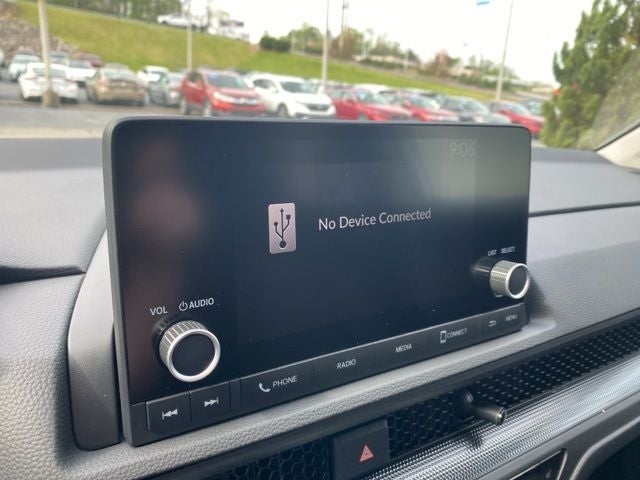 9:06
No Device Connected
LIST SELECT
VOL AUDIO
PHONE RADIO MEDIA CONNECT MENU